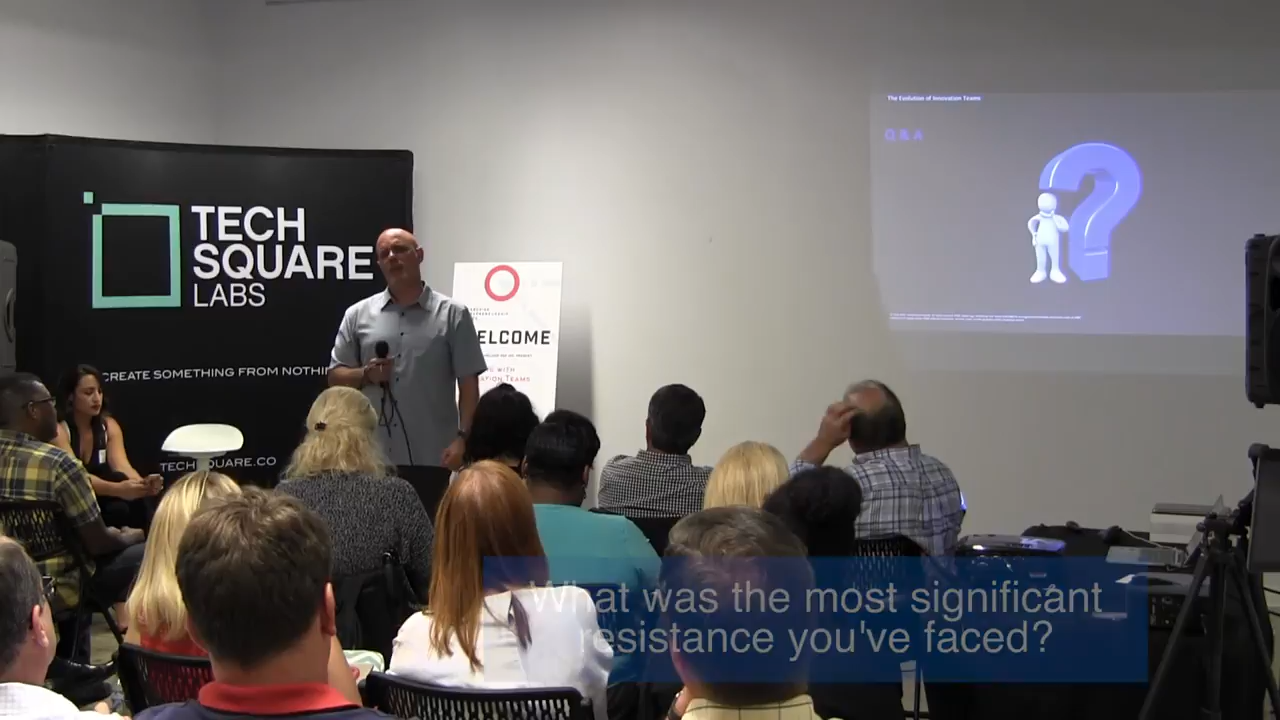 The Evolution of Innovation Teams
Q & A
TECH
SQUARE
LABS
ELCOME
CREATE SOMETHING FROM NOTHI
TECHSQUARE.CO
What was the most significant
resistance you've faced?